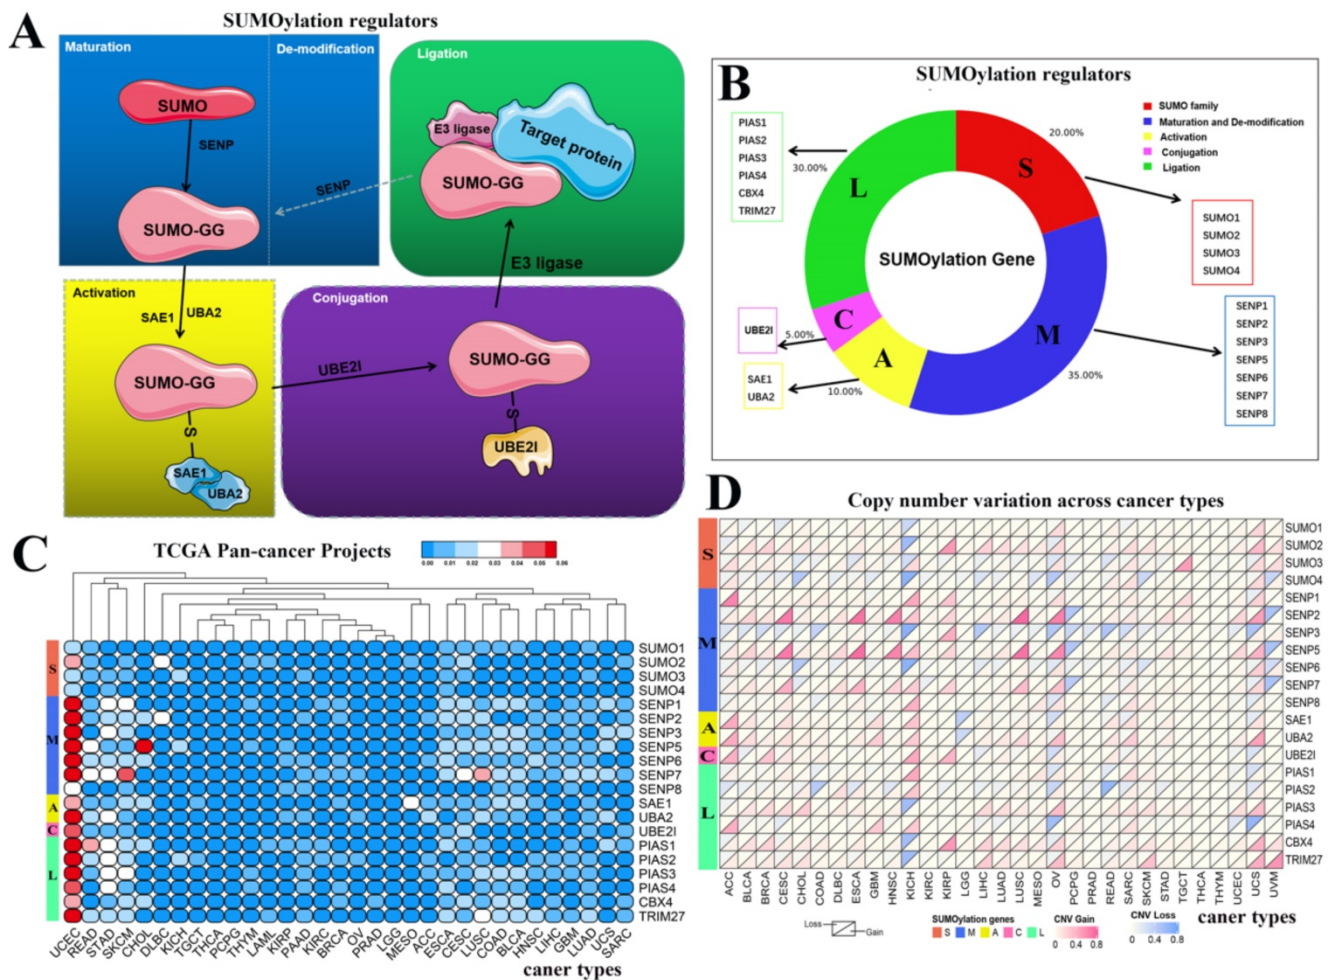 A
SUMOylation regulators
Maturation
De-modification
Ligation
SUMO
SENP
SUMO-GG
E3 ligase
Target protein
SUMO-GG
SENP
E3 ligase
Activation
SAE1
UBA2
SUMO-GG
S
SAE1
UBA2
Conjugation
UBE2I
SUMO-GG
S
UBE2I
B
SUMOylation regulators
SUMO family
Maturation and De-modification
Activation
Conjugation
Ligation
PIAS1
PIAS2
PIAS3
PIAS4
CBX4
TRIM27
30.00%
L
20.00%
S
SUMO1
SUMO2
SUMO3
SUMO4
SUMOylation Gene
UBE2I
5.00%
C
SAE1
UBA2
10.00%
A
M
35.00%
SENP1
SENP2
SENP3
SENP5
SENP6
SENP7
SENP8
C
TCGA Pan-cancer Projects
0.00 0.01 0.02 0.03 0.04 0.05 0.06
S
M
A
C
L
SUMO1
SUMO2
SUMO3
SUMO4
SENP1
SENP2
SENP3
SENP5
SENP6
SENP7
SENP8
SAE1
UBA2
UBE2I
PIAS1
PIAS2
PIAS3
PIAS4
CBX4
TRIM27
UCEC READ STAD SKCM CHOL DLBC KICH TGCT THCA PCPG THYM LAML KIRP PAAD KIRC BRCA OV PRAD LGG MESO ACC ESCA CESC LUSC COAD BLCA HNSC LIHC GBM LUAD UCS SARC
caner types
D
Copy number variation across cancer types
S
M
A
C
L
SUMO1
SUMO2
SUMO3
SUMO4
SENP1
SENP2
SENP3
SENP5
SENP6
SENP7
SENP8
SAE1
UBA2
UBE2I
PIAS1
PIAS2
PIAS3
PIAS4
CBX4
TRIM27
ACC BLCA BRCA CESC CHOL COAD DLBC ESCA GBM HNSC KICH KIRC KIRP LGG LIHC LUAD LUSC MESO OV PCPG PRAD READ SARC SKCM STAD TGCT THCA THYM UCEC UCS UVM
caner types
Loss
Gain
SUMOylation genes
S M A C L
CNV Gain
0 0.4 0.8
CNV Loss
0 0.4 0.8